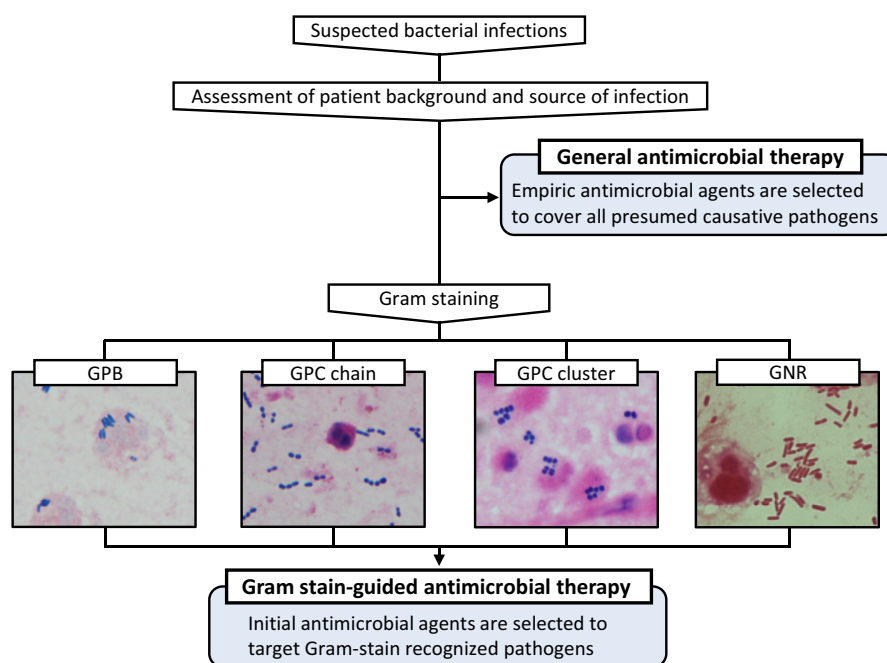 Suspected bacterial infections
Assessment of patient background and source of infection
General antimicrobial therapy
Empiric antimicrobial agents are selected
to cover all presumed causative pathogens
Gram staining
GPB
GPC chain
GPC cluster
GNR
Gram stain-guided antimicrobial therapy
Initial antimicrobial agents are selected to
target Gram-stain recognized pathogens